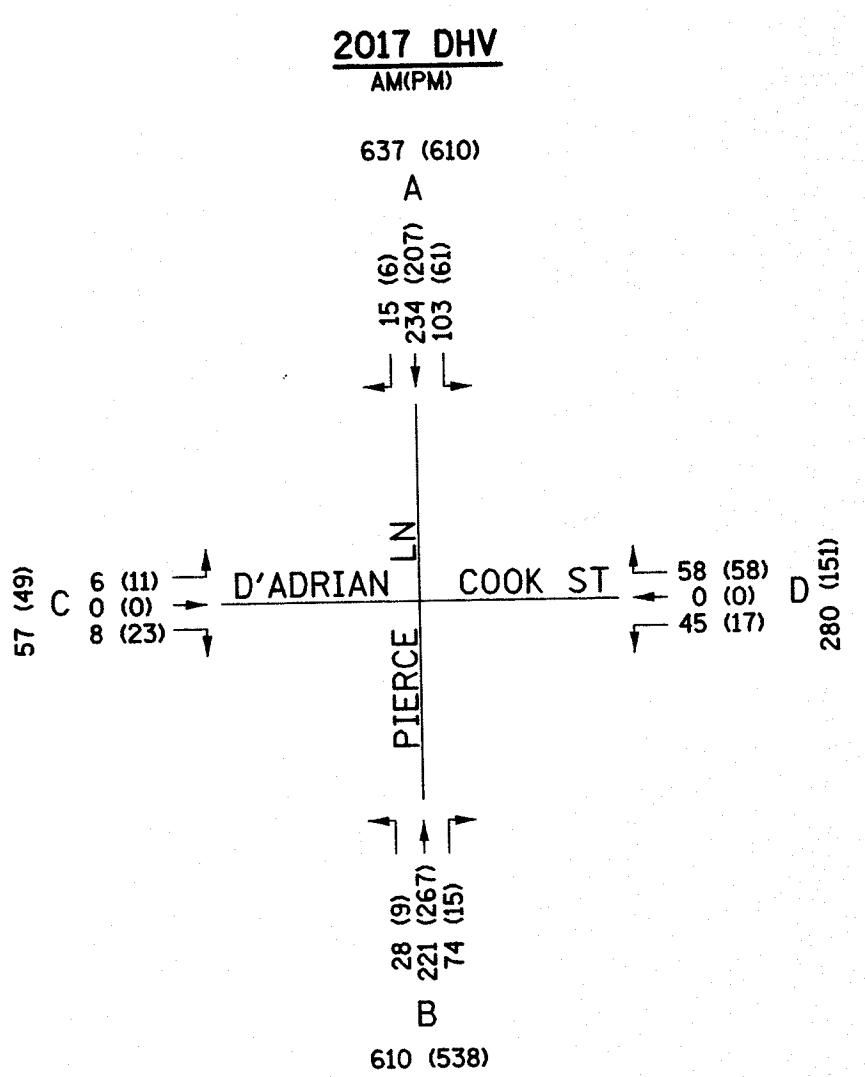 2017 DHV
AM(PM)
637 (610)
A
15 (6)
234 (207)
103 (61)
57 (49)
C
6 (11)
0 (0)
8 (23)
D'ADRIAN
LN
PIERCE
COOK ST
58 (58)
0 (0)
45 (17)
D
280 (151)
28 (9)
221 (267)
74 (15)
B
610 (538)